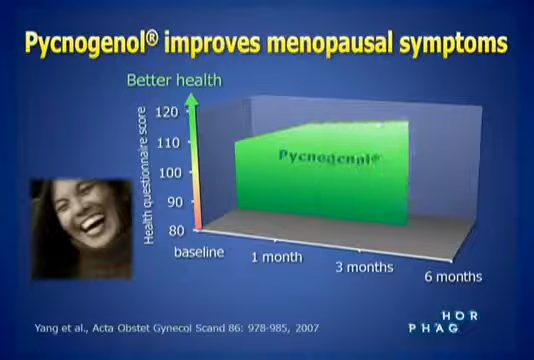 Pycnogenol® improves menopausal symptoms
Better health
Health questionnaire score
120
110
100
90
80
Pycnogenol®
baseline
1 month
3 months
6 months
Yang et al., Acta Obstet Gynecol Scand 86: 978-985, 2007
HOR
PHAG